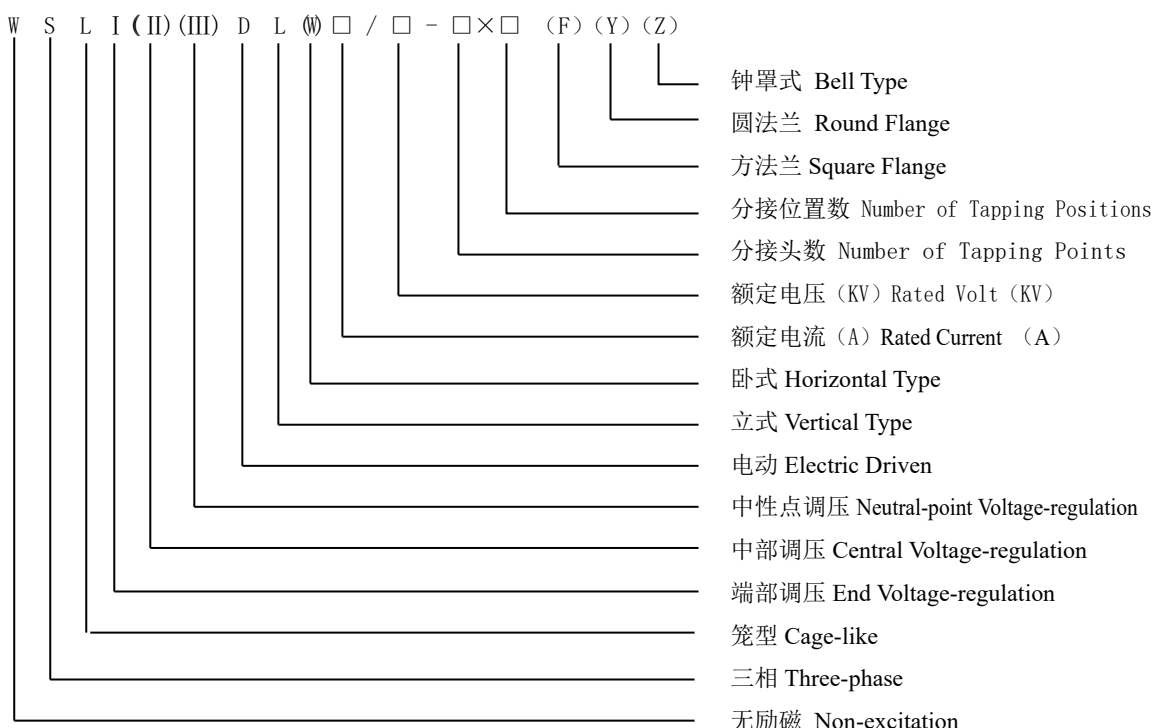 W S L I (II) (III) D L (W) □ / □ - □×□ (F) (Y) (Z)
钟罩式 Bell Type
圆法兰 Round Flange
方法兰 Square Flange
分接位置数 Number of Tapping Positions
分接头数 Number of Tapping Points
额定电压（KV）Rated Volt（KV）
额定电流（A）Rated Current （A）
卧式 Horizontal Type
立式 Vertical Type
电动 Electric Driven
中性点调压 Neutral-point Voltage-regulation
中部调压 Central Voltage-regulation
端部调压 End Voltage-regulation
笼型 Cage-like
三相 Three-phase
无励磁 Non-excitation